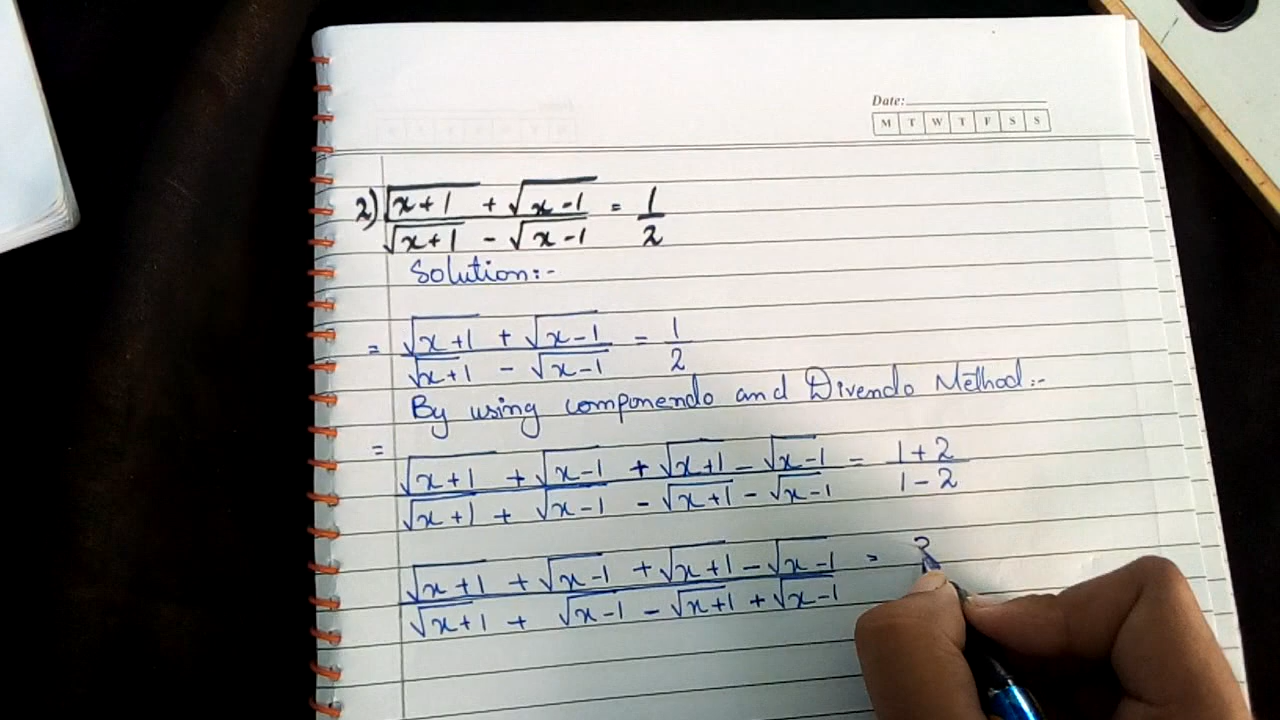 Date:
M T W T F S S
2) √x+1 + √x-1 / √x+1 - √x-1 = 1/2
Solution:-
= √x+1 + √x-1 / √x+1 - √x-1 = 1/2
By using componendo and Divendo Method:-
= √x+1 + √x-1 + √x+1 - √x-1 / √x+1 + √x-1 - √x+1 - √x-1 = 1+2 / 1-2
√x+1 + √x-1 + √x+1 - √x-1 / √x+1 + √x-1 - √x+1 + √x-1 =